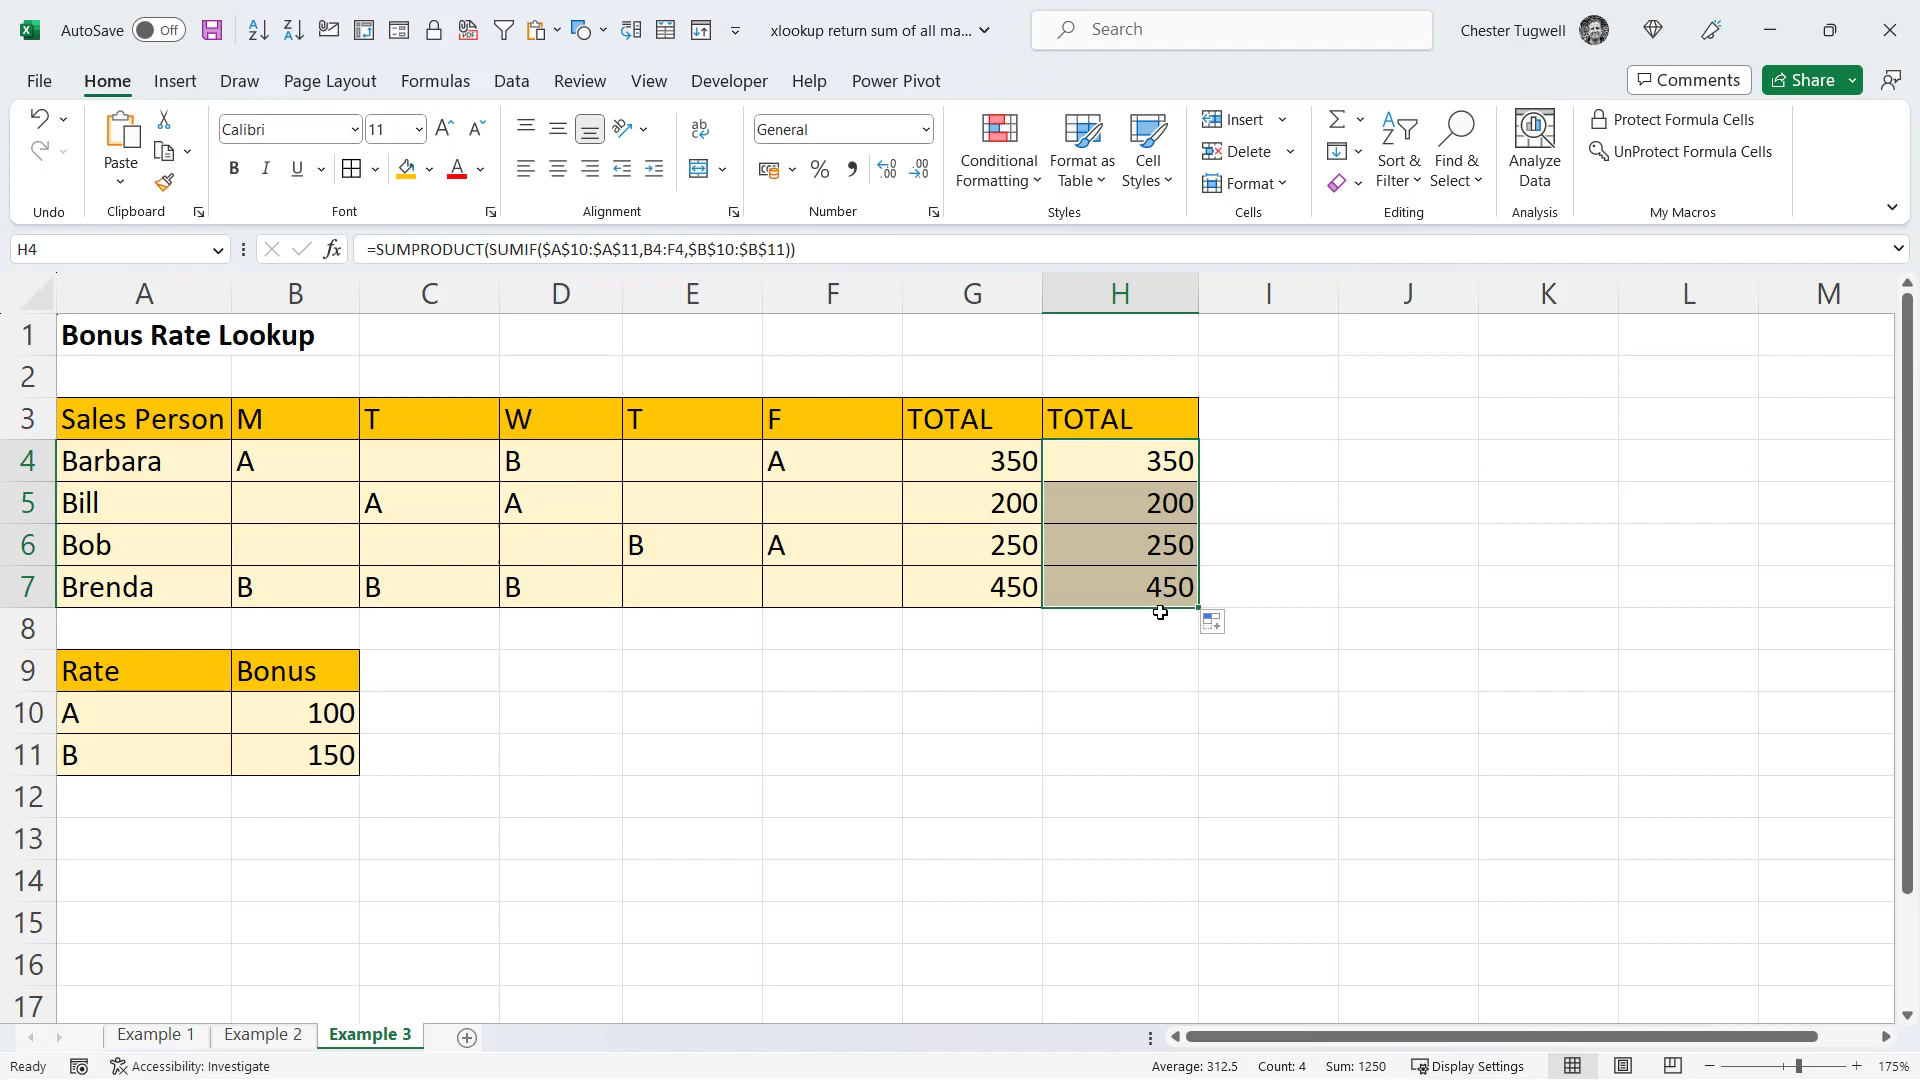 AutoSave Off xlookup return sum of all ma... Search Chester Tugwell
File Home Insert Draw Page Layout Formulas Data Review View Developer Help Power Pivot Comments Share
Paste Calibri 11 B I U A General % Conditional Formatting Format as Table Cell Styles Insert Delete Format Sort & Filter Find & Select Analyze Data Protect Formula Cells UnProtect Formula Cells
Undo Clipboard Font Alignment Number Styles Cells Editing Analysis My Macros
H4 fx =SUMPRODUCT(SUMIF($A$10:$A$11,B4:F4,$B$10:$B$11))
A B C D E F G H I J K L M
1 Bonus Rate Lookup
2
3 Sales Person M T W T F TOTAL TOTAL
4 Barbara A B A 350 350
5 Bill A A 200 200
6 Bob B A 250 250
7 Brenda B B B 450 450
8
9 Rate Bonus
10 A 100
11 B 150
12
13
14
15
16
17
Example 1 Example 2 Example 3
Ready Accessibility: Investigate Average: 312.5 Count: 4 Sum: 1250 Display Settings 175%